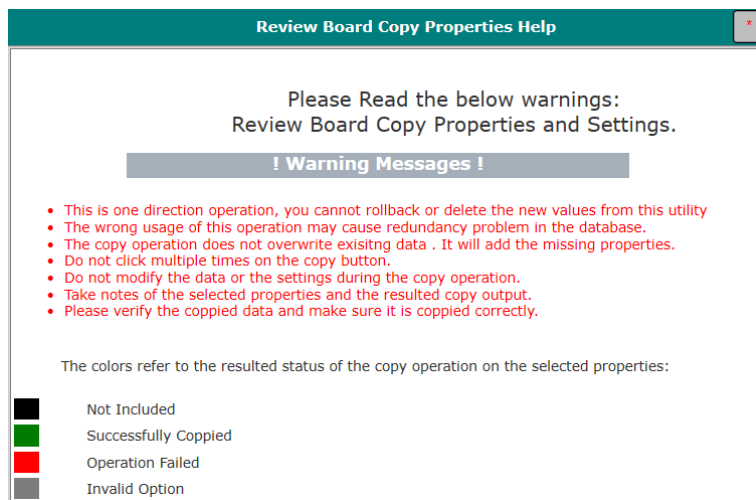 Review Board Copy Properties Help
*
Please Read the below warnings:
Review Board Copy Properties and Settings.
! Warning Messages !
• This is one direction operation, you cannot rollback or delete the new values from this utility
• The wrong usage of this operation may cause redundancy problem in the database.
• The copy operation does not overwrite exisitng data . It will add the missing properties.
• Do not click multiple times on the copy button.
• Do not modify the data or the settings during the copy operation.
• Take notes of the selected properties and the resulted copy output.
• Please verify the coppied data and make sure it is coppied correctly.
The colors refer to the resulted status of the copy operation on the selected properties:
Not Included
Successfully Coppied
Operation Failed
Invalid Option